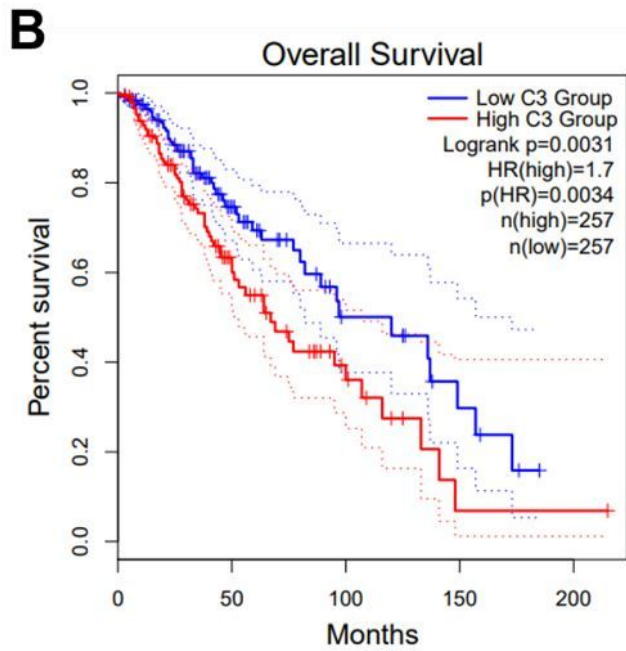 B
Overall Survival
Low C3 Group
High C3 Group
Logrank p=0.0031
HR(high)=1.7
p(HR)=0.0034
n(high)=257
n(low)=257
Percent survival
1.0
0.8
0.6
0.4
0.2
0.0
0 50 100 150 200
Months